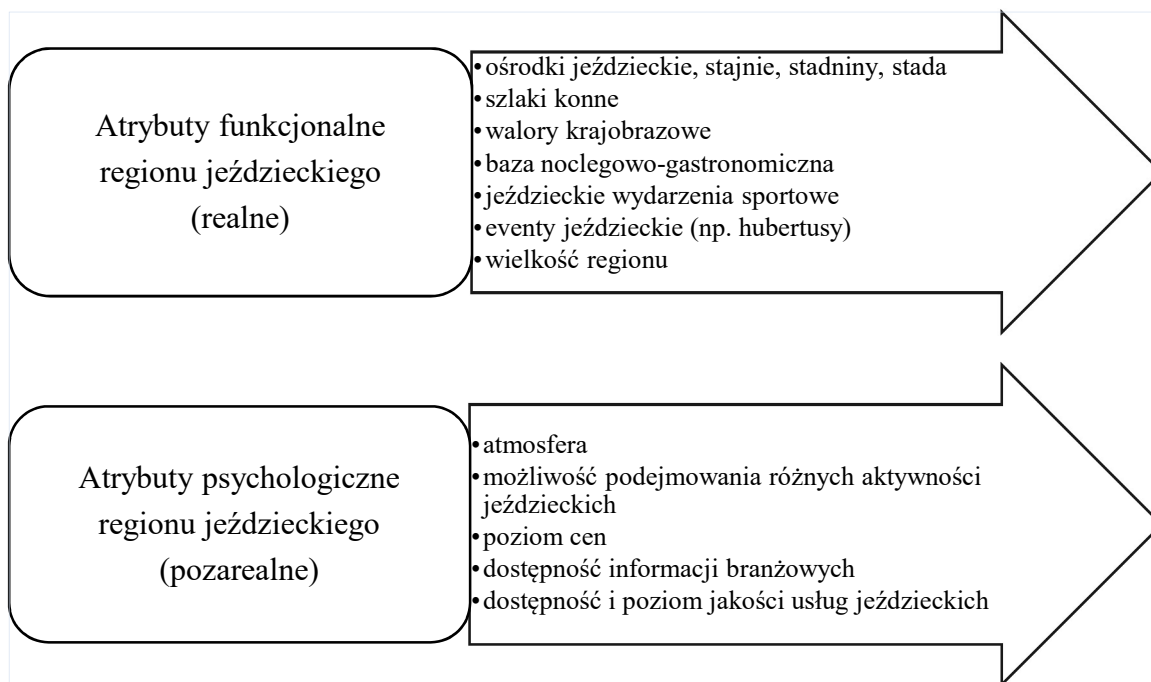 Atrybuty funkcjonalne
regionu jeździeckiego
(realne)
•ośrodki jeździeckie, stajnie, stadniny, stada
•szlaki konne
•walory krajobrazowe
•baza noclegowo-gastronomiczna
•jeździeckie wydarzenia sportowe
•eventy jeździeckie (np. hubertusy)
•wielkość regionu
Atrybuty psychologiczne
regionu jeździeckiego
(pozarealne)
•atmosfera
•możliwość podejmowania różnych aktywności
jeździeckich
•poziom cen
•dostępność informacji branżowych
•dostępność i poziom jakości usług jeździeckich